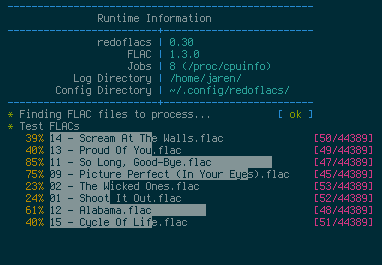 Runtime Information
redoflacs | 0.30
FLAC | 1.3.0
Jobs | 8 (/proc/cpuinfo)
Log Directory | /home/jaren/
Config Directory | ~/.config/redoflacs/
* Finding FLAC files to process... [ ok ]
* Test FLACs
39% 14 - Scream At The Walls.flac [50/44389]
40% 13 - Proud Of You.flac [49/44389]
85% 11 - So Long, Good-Bye.flac [47/44389]
75% 09 - Picture Perfect (In Your Eyes).flac [45/44389]
23% 02 - The Wicked Ones.flac [53/44389]
24% 01 - Shoot It Out.flac [52/44389]
61% 12 - Alabama.flac [48/44389]
40% 15 - Cycle Of Life.flac [51/44389]